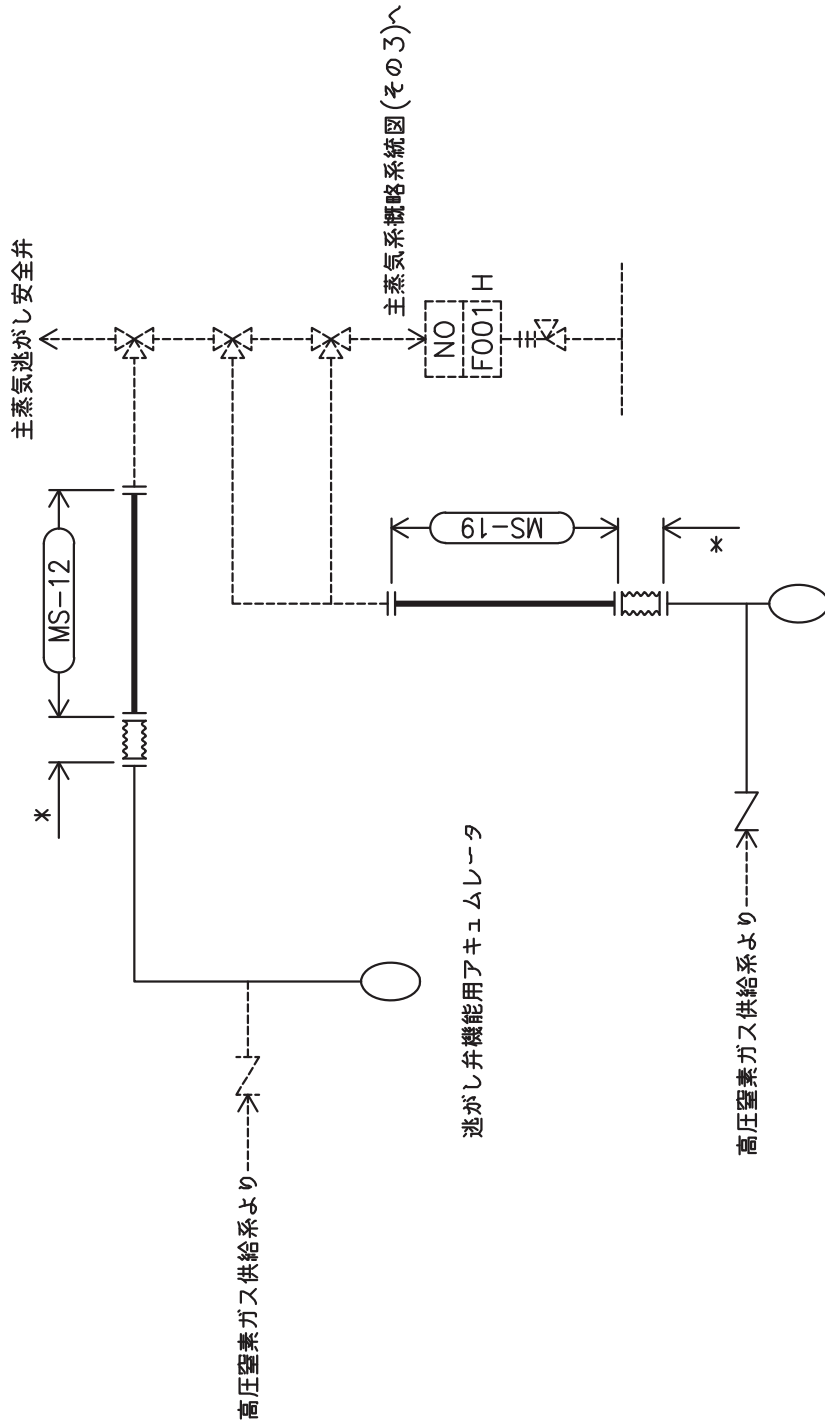 主蒸気逃がし安全弁
MS-12
*
主蒸気系概略系統図(その3)へ
NO
F001
H
MS-19
*
高圧窒素ガス供給系より
逃がし弁機能用アキュムレータ
高圧窒素ガス供給系より